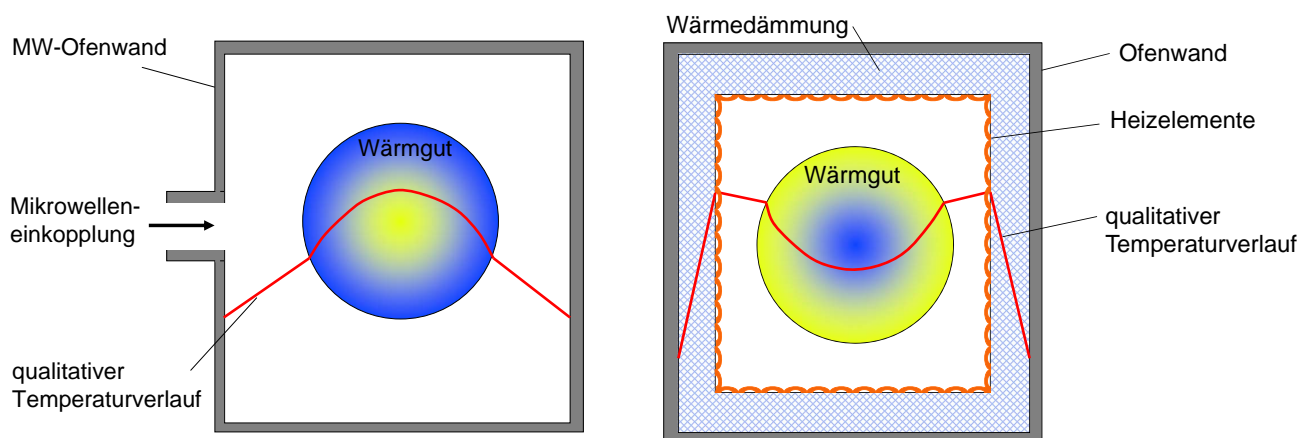 MW-Ofenwand
Wärmgut
Mikrowellen-
einkopplung
qualitativer
Temperaturverlauf
Wärmedämmung
Ofenwand
Heizelemente
Wärmgut
qualitativer
Temperaturverlauf